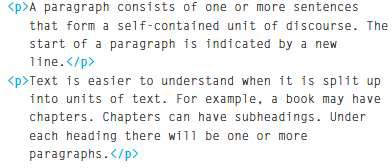 <p>A paragraph consists of one or more sentences
that form a self-contained unit of discourse. The
start of a paragraph is indicated by a new
line.</p>
<p>Text is easier to understand when it is split up
into units of text. For example, a book may have
chapters. Chapters can have subheadings. Under
each heading there will be one or more
paragraphs.</p>